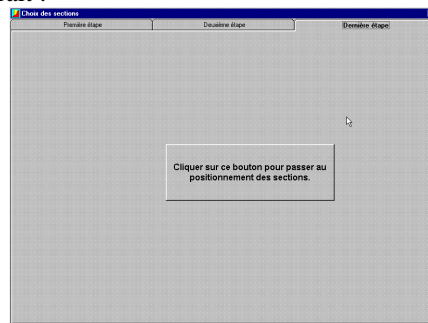 Choix des sections
Première étape
Deuxième étape
Dernière étape
Cliquer sur ce bouton pour passer au
positionnement des sections.